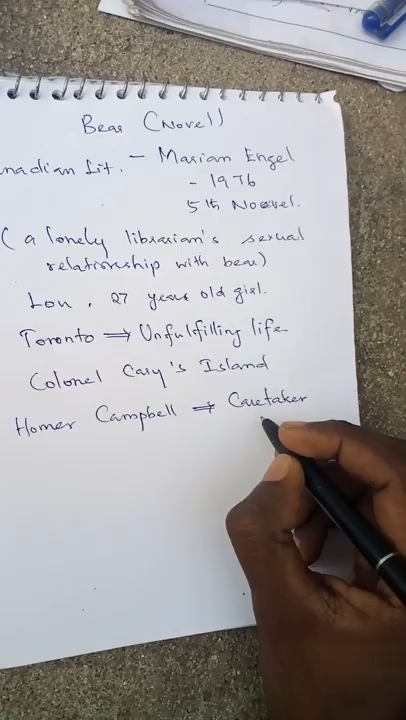 Bear (Novel)
nadian Lit. - Marian Engel
- 1976
5th Noovel.
(a lonely librarian's sexual
relationship with bear)
Lou, 27 years old girl.
Toronto ⇒ Unfulfilling life
Colonel Cary's Island
Homer Campbell ⇒ Caretaker